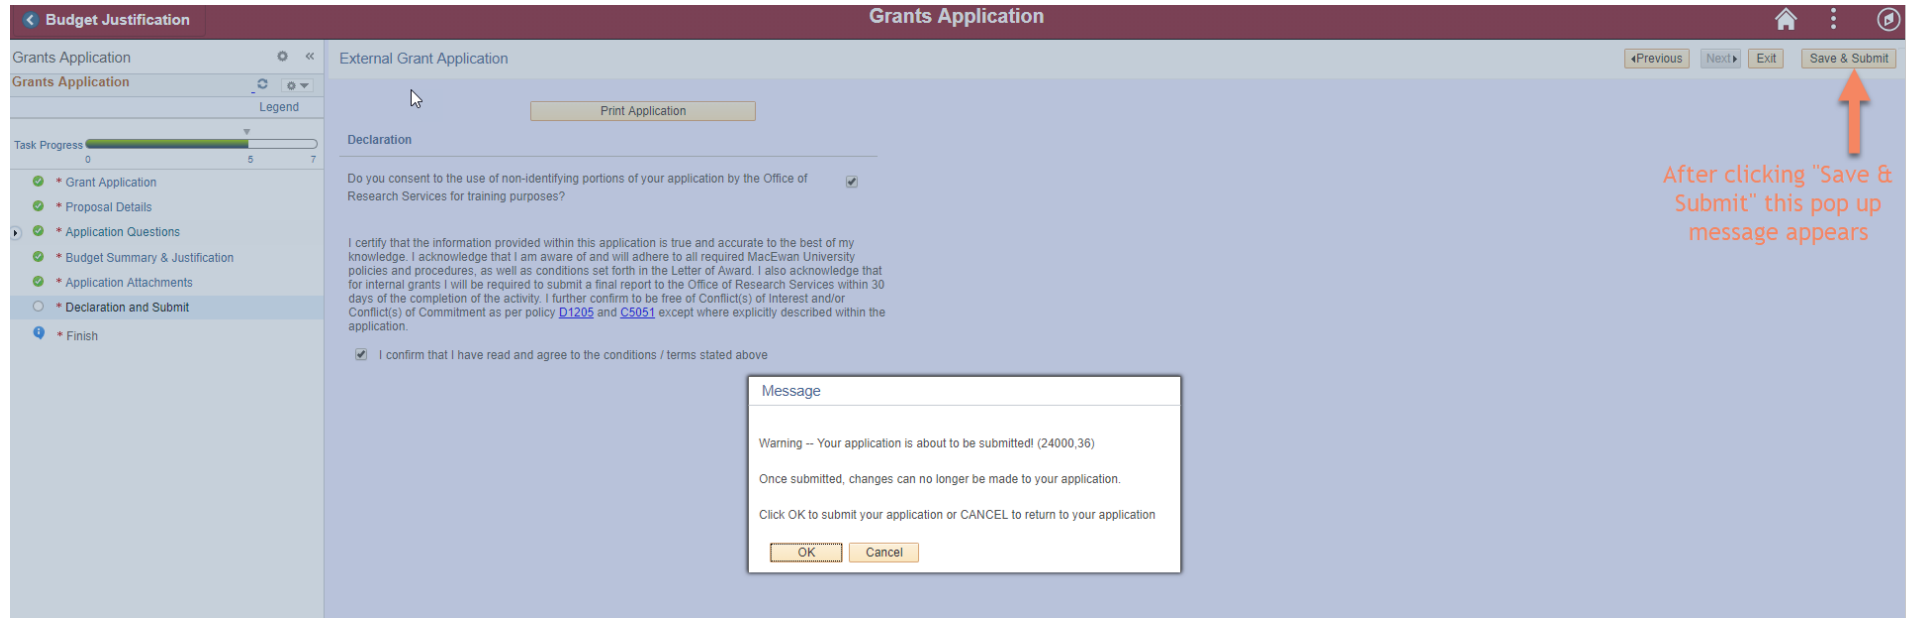 Budget Justification
Grants Application
Grants Application
Grants Application
Legend
Task Progress
0 5 7
* Grant Application
* Proposal Details
* Application Questions
* Budget Summary & Justification
* Application Attachments
* Declaration and Submit
* Finish
External Grant Application
Previous Next Exit Save & Submit
Print Application
Declaration
Do you consent to the use of non-identifying portions of your application by the Office of
Research Services for training purposes?
I certify that the information provided within this application is true and accurate to the best of my
knowledge. I acknowledge that I am aware of and will adhere to all required MacEwan University
policies and procedures, as well as conditions set forth in the Letter of Award. I also acknowledge that
for internal grants I will be required to submit a final report to the Office of Research Services within 30
days of the completion of the activity. I further confirm to be free of Conflict(s) of Interest and/or
Conflict(s) of Commitment as per policy D1205 and C5051 except where explicitly described within the
application.
I confirm that I have read and agree to the conditions / terms stated above
After clicking "Save &
Submit" this pop up
message appears
Message
Warning -- Your application is about to be submitted! (24000,36)
Once submitted, changes can no longer be made to your application.
Click OK to submit your application or CANCEL to return to your application
OK Cancel